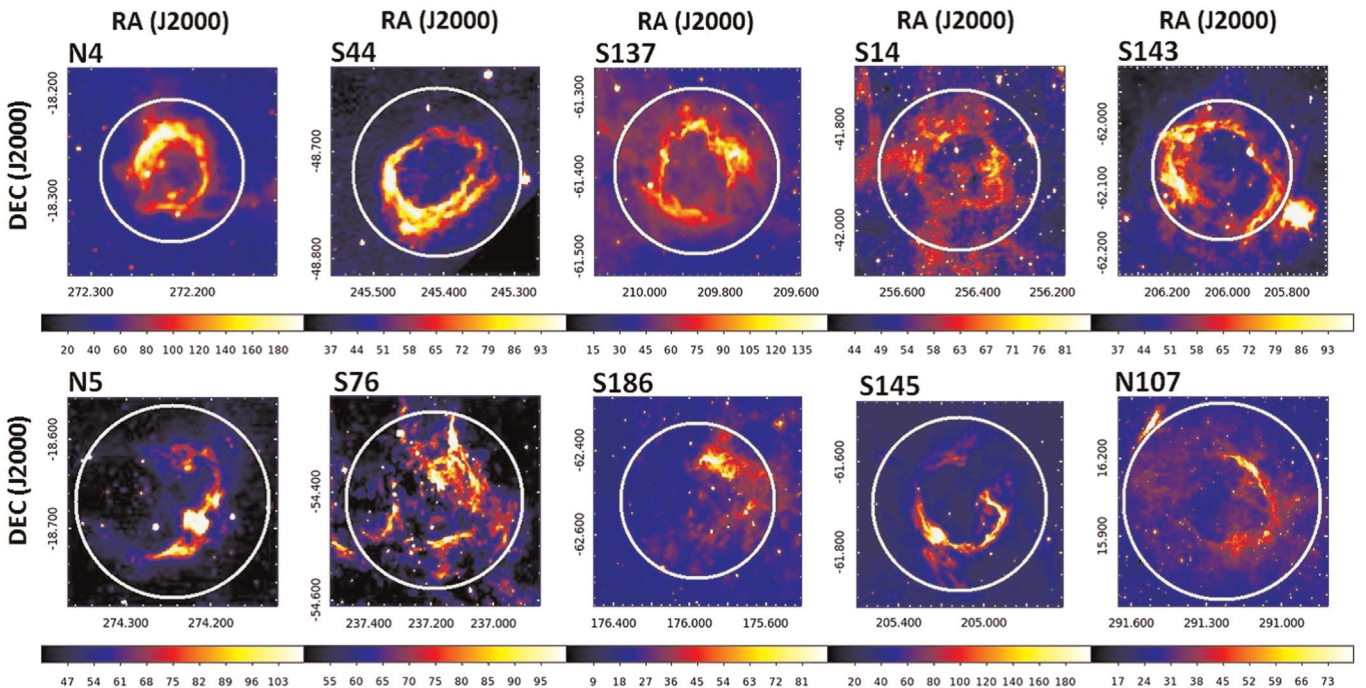 RA (J2000) RA (J2000) RA (J2000) RA (J2000) RA (J2000)
N4 S44 S137 S14 S143
DEC (J2000)
-18.200
-18.300
272.300 272.200
-48.700
-48.800
245.500 245.400 245.300
-61.300
-61.400
-61.500
210.000 209.800 209.600
-41.800
-42.000
256.600 256.400 256.200
-62.000
-62.100
-62.200
206.200 206.000 205.800
20 40 60 80 100 120 140 160 180
37 44 51 58 65 72 79 86 93
15 30 45 60 75 90 105 120 135
44 49 54 58 63 67 71 76 81
37 44 51 58 65 72 79 86 93
N5 S76 S186 S145 N107
DEC (J2000)
-18.600
-18.700
274.300 274.200
-54.400
-54.600
237.400 237.200 237.000
-62.400
-62.600
176.400 176.000 175.600
-61.600
-61.800
205.400 205.000
16.200
15.900
291.600 291.300 291.000
47 54 61 68 75 82 89 96 103
55 60 65 70 75 80 85 90 95
9 18 27 36 45 54 63 72 81
20 40 60 80 100 120 140 160 180
17 24 31 38 45 52 59 66 73